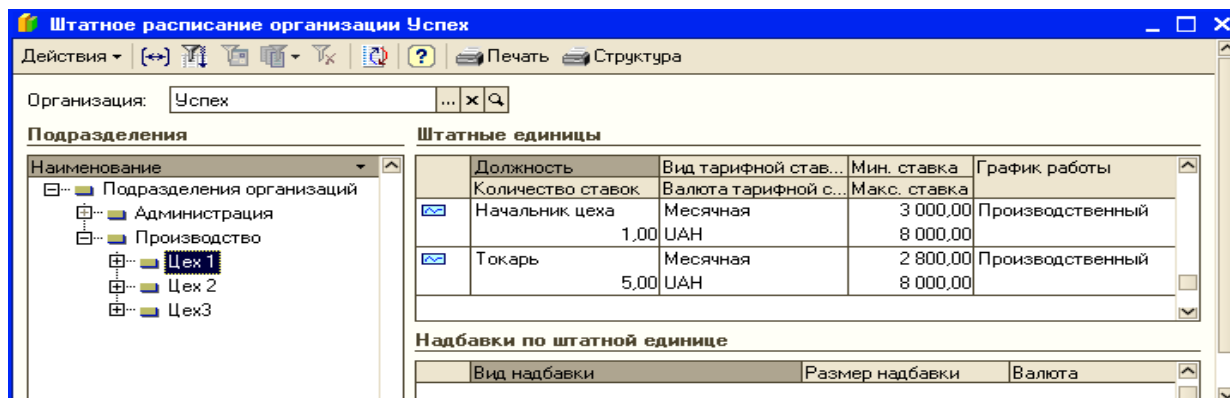 Штатное расписание организации Успех
Действия Печать Структура
Организация: Успех ...
Подразделения Штатные единицы
Наименование
Подразделения организаций
Администрация
Производство
Цех 1
Цех 2
Цех3
Должность Вид тарифной став... Мин. ставка График работы
Количество ставок Валюта тарифной с... Макс. ставка
Начальник цеха Месячная 3 000,00 Производственный
1,00 UAH 8 000,00
Токарь Месячная 2 800,00 Производственный
5,00 UAH 8 000,00
Надбавки по штатной единице
Вид надбавки Размер надбавки Валюта